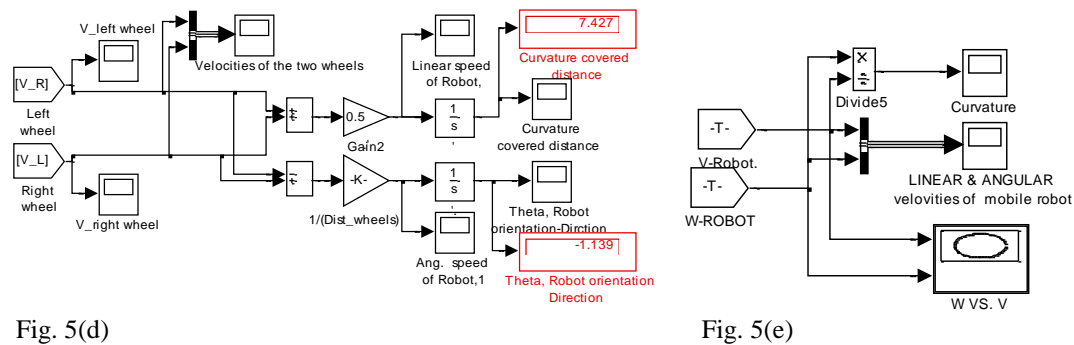 V_left wheel
[V_R]
Left
wheel
[V_L]
Right
wheel
V_right wheel
Velocities of the two wheels
0.5
Gain2
-K-
1/(Dist_wheels)
Linear speed
of Robot,
1
s
'
7.427
Curvature covered
distance
Curvature
covered distance
1
s
Theta, Robot
orientation-Dirction
Ang. speed
of Robot,1
-1.139
Theta, Robot orientation
Direction
Fig. 5(d)
-T-
V-Robot.
-T-
W-ROBOT
×
÷
Divide5
Curvature
LINEAR & ANGULAR
velovities of mobile robot
W VS. V
Fig. 5(e)